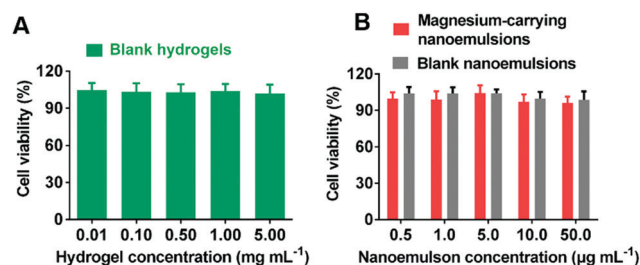 A
Blank hydrogels
Cell viability (%)
120
90
60
30
0
0.01 0.10 0.50 1.00 5.00
Hydrogel concentration (mg mL⁻¹)
B
Magnesium-carrying
nanoemulsions
Blank nanoemulsions
Cell viability (%)
120
90
60
30
0
0.5 1.0 5.0 10.0 50.0
Nanoemulson concentration (µg mL⁻¹)